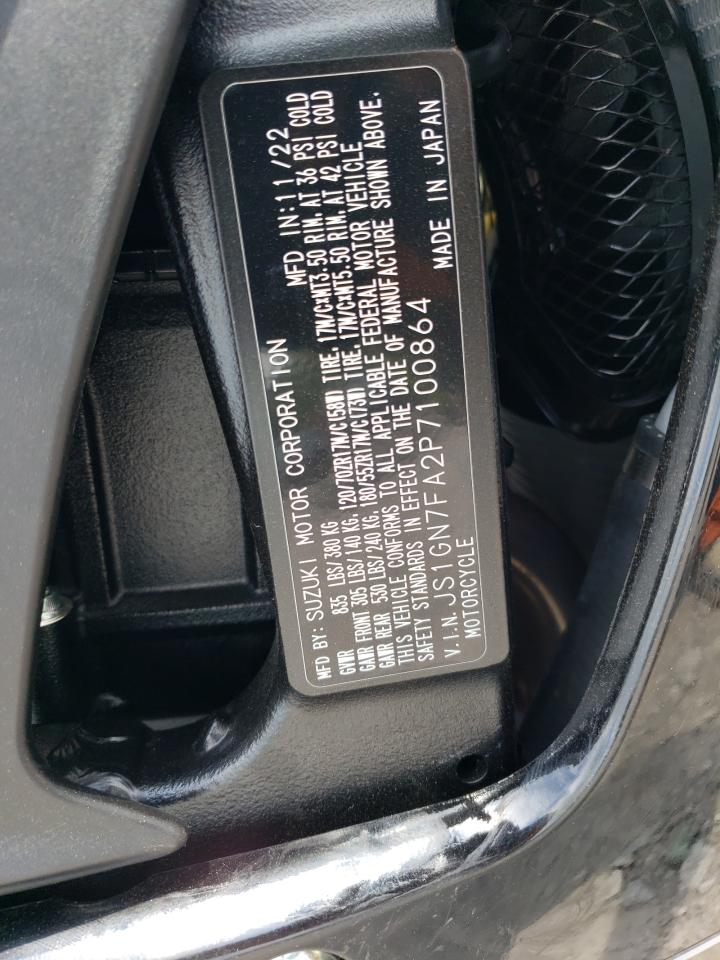 MFD BY: SUZUKI MOTOR CORPORATION MFD IN: 11/22
GVWR 835 LBS/ 380 KG
GAWR FRONT 305 LBS/ 140 KG. 120/70ZR17M/C(58W) TIRE. 17M/CxMT3.50 RIM. AT 36 PSI COLD
GAWR REAR 530 LBS/ 240 KG. 180/55ZR17M/C(73W) TIRE. 17M/CxMT5.50 RIM. AT 42 PSI COLD
THIS VEHICLE CONFORMS TO ALL APPLICABLE FEDERAL MOTOR VEHICLE
SAFETY STANDARDS IN EFFECT ON THE DATE OF MANUFACTURE SHOWN ABOVE.
V.I.N. JS1GN7FA2P7100864
MOTORCYCLE MADE IN JAPAN